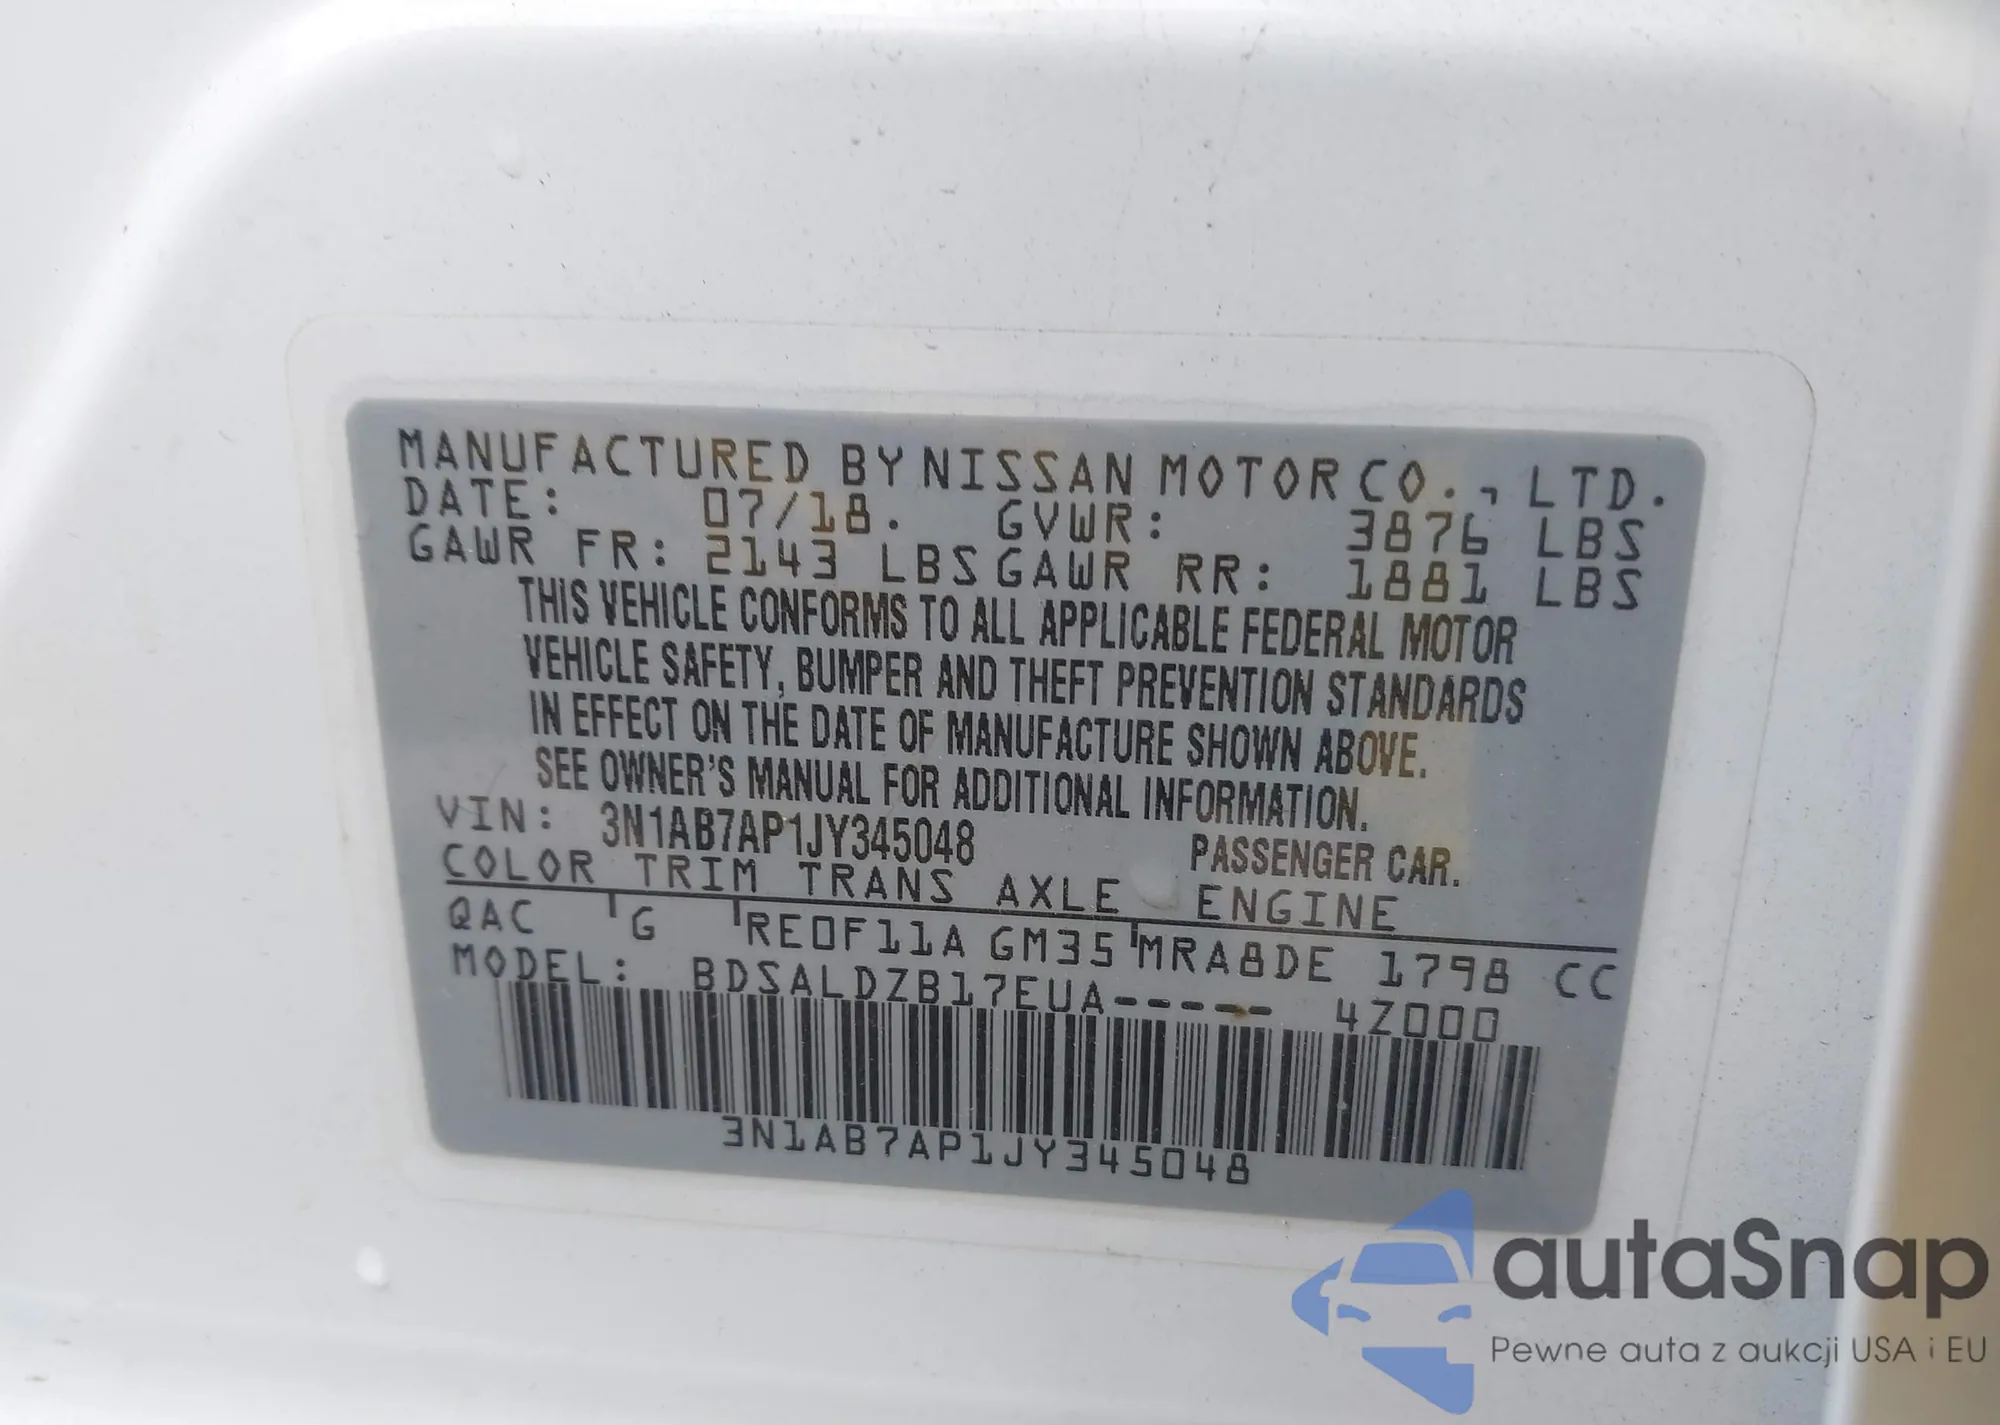 MANUFACTURED BY NISSAN MOTOR CO., LTD.
DATE: 07/18. GVWR: 3876 LBS
GAWR FR: 2143 LBS GAWR RR: 1881 LBS
THIS VEHICLE CONFORMS TO ALL APPLICABLE FEDERAL MOTOR
VEHICLE SAFETY, BUMPER AND THEFT PREVENTION STANDARDS
IN EFFECT ON THE DATE OF MANUFACTURE SHOWN ABOVE.
SEE OWNER'S MANUAL FOR ADDITIONAL INFORMATION.
VIN: 3N1AB7AP1JY345048 PASSENGER CAR.
COLOR TRIM TRANS AXLE ENGINE
QAC G RE0F11A GM35 MRA8DE 1798 CC
MODEL: BDSALDZB17EUA----- 4Z000
3N1AB7AP1JY345048
autaSnap
Pewne auta z aukcji USA i EU